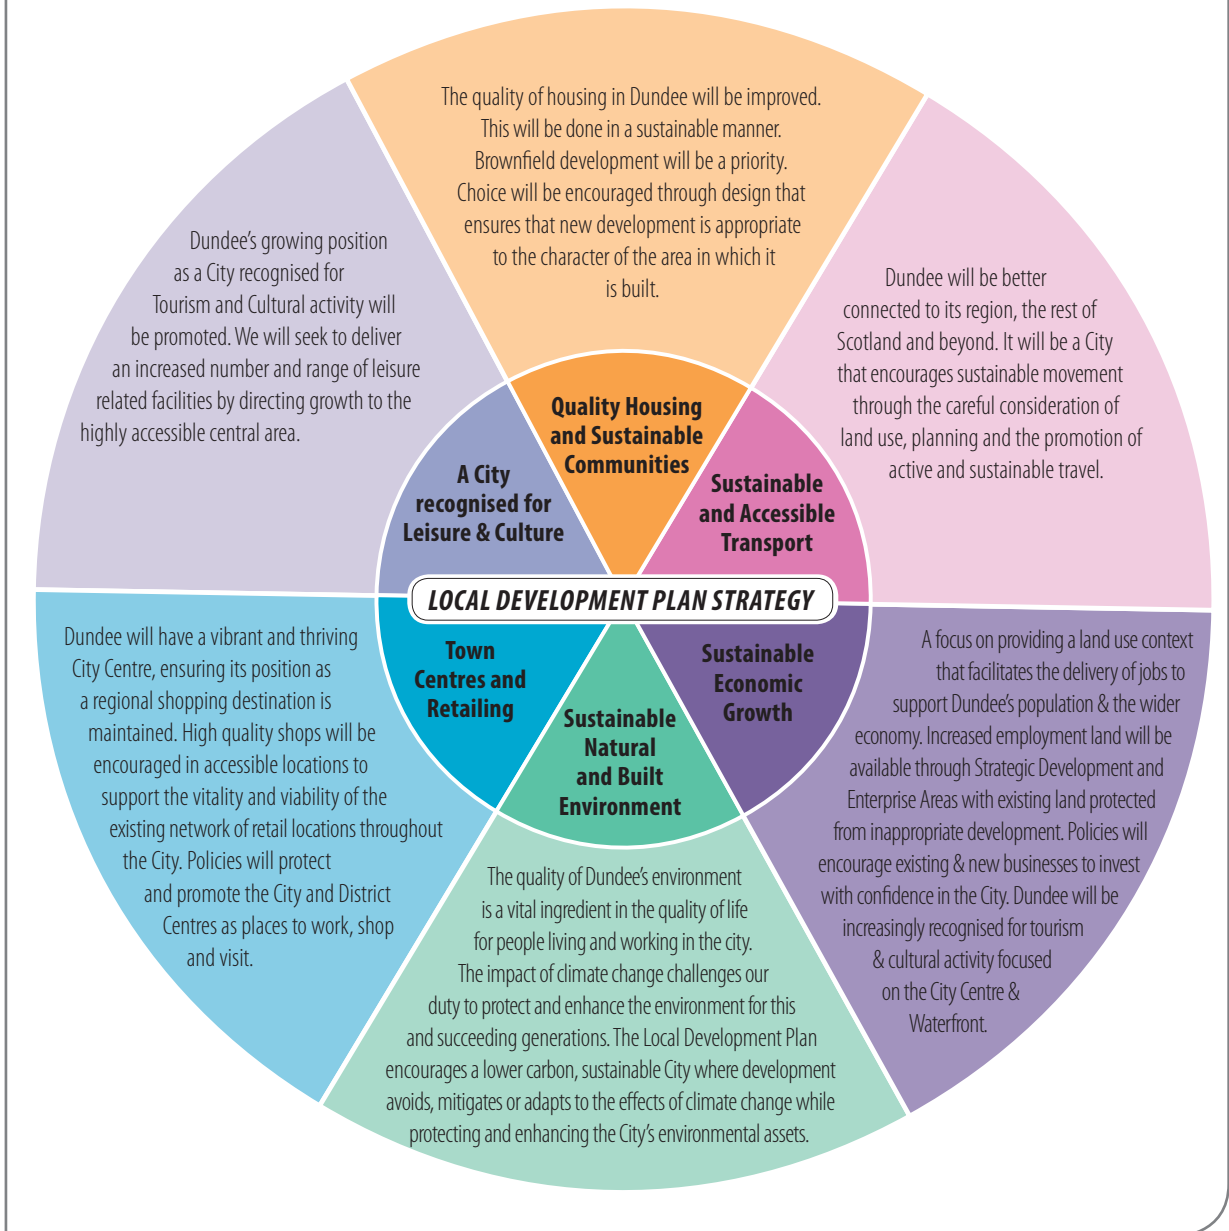 The quality of housing in Dundee will be improved.
This will be done in a sustainable manner.
Brownfield development will be a priority.
Choice will be encouraged through design that
ensures that new development is appropriate
to the character of the area in which it
is built.
Dundee’s growing position
as a City recognised for
Tourism and Cultural activity will
be promoted. We will seek to deliver
an increased number and range of leisure
related facilities by directing growth to the
highly accessible central area.
Dundee will be better
connected to its region, the rest of
Scotland and beyond. It will be a City
that encourages sustainable movement
through the careful consideration of
land use, planning and the promotion of
active and sustainable travel.
Quality Housing
and Sustainable
Communities
A City
recognised for
Leisure & Culture
Sustainable
and Accessible
Transport
LOCAL DEVELOPMENT PLAN STRATEGY
Town
Centres and
Retailing
Sustainable
Natural
and Built
Environment
Sustainable
Economic
Growth
Dundee will have a vibrant and thriving
City Centre, ensuring its position as
a regional shopping destination is
maintained. High quality shops will be
encouraged in accessible locations to
support the vitality and viability of the
existing network of retail locations throughout
the City. Policies will protect
and promote the City and District
Centres as places to work, shop
and visit.
A focus on providing a land use context
that facilitates the delivery of jobs to
support Dundee’s population & the wider
economy. Increased employment land will be
available through Strategic Development and
Enterprise Areas with existing land protected
from inappropriate development. Policies will
encourage existing & new businesses to invest
with confidence in the City. Dundee will be
increasingly recognised for tourism
& cultural activity focused
on the City Centre &
Waterfront.
The quality of Dundee’s environment
is a vital ingredient in the quality of life
for people living and working in the city.
The impact of climate change challenges our
duty to protect and enhance the environment for this
and succeeding generations. The Local Development Plan
encourages a lower carbon, sustainable City where development
avoids, mitigates or adapts to the effects of climate change while
protecting and enhancing the City’s environmental assets.